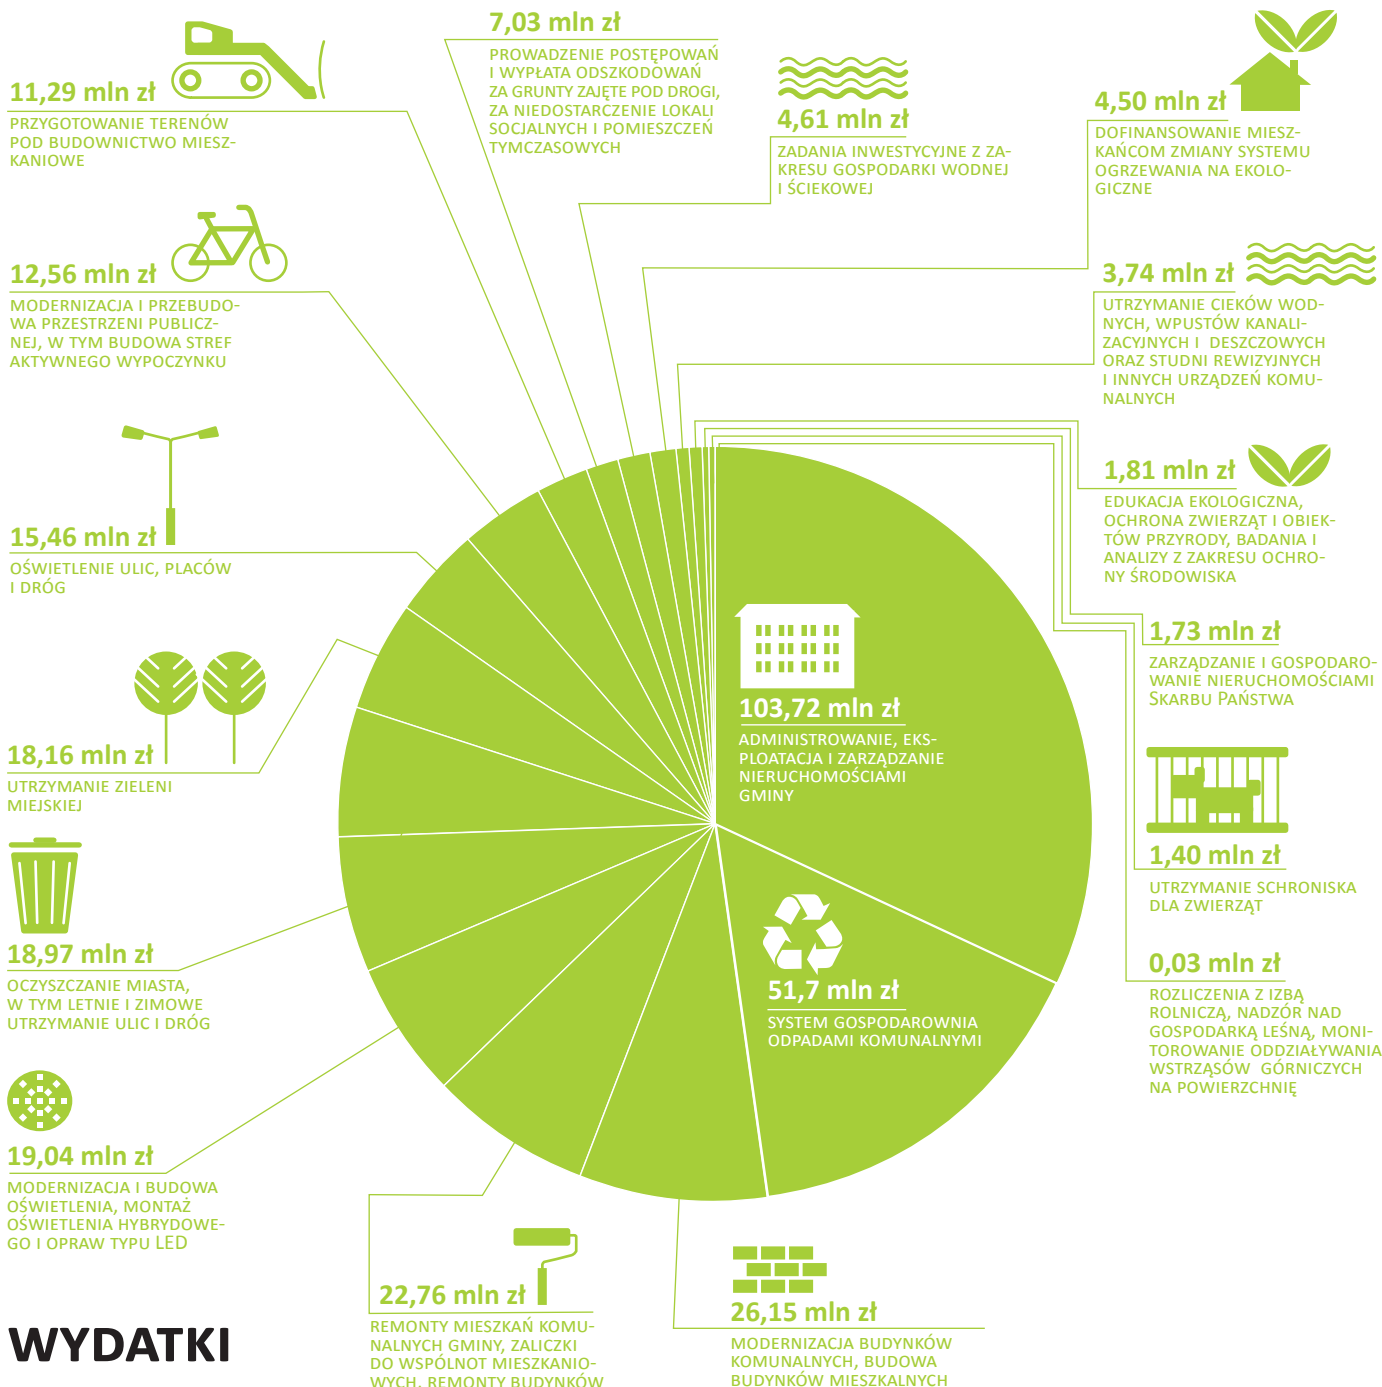 11,29 mln zł
PRZYGOTOWANIE TERENÓW
POD BUDOWNICTWO MIESZ-
KANIOWE
7,03 mln zł
PROWADZENIE POSTĘPOWAŃ
I WYPŁATA ODSZKODOWAŃ
ZA GRUNTY ZAJĘTE POD DROGI,
ZA NIEDOSTARCZENIE LOKALI
SOCJALNYCH I POMIESZCZEŃ
TYMCZASOWYCH
4,61 mln zł
ZADANIA INWESTYCYJNE Z ZA-
KRESU GOSPODARKI WODNEJ
I ŚCIEKOWEJ
4,50 mln zł
DOFINANSOWANIE MIESZ-
KAŃCOM ZMIANY SYSTEMU
OGRZEWANIA NA EKOLO-
GICZNE
12,56 mln zł
MODERNIZACJA I PRZEBUDO-
WA PRZESTRZENI PUBLICZ-
NEJ, W TYM BUDOWA STREF
AKTYWNEGO WYPOCZYNKU
3,74 mln zł
UTRZYMANIE CIEKÓW WOD-
NYCH, WPUSTÓW KANALI-
ZACYJNYCH I DESZCZOWYCH
ORAZ STUDNI REWIZYJNYCH
I INNYCH URZĄDZEŃ KOMU-
NALNYCH
15,46 mln zł
OŚWIETLENIE ULIC, PLACÓW
I DRÓG
1,81 mln zł
EDUKACJA EKOLOGICZNA,
OCHRONA ZWIERZĄT I OBIEK-
TÓW PRZYRODY, BADANIA I
ANALIZY Z ZAKRESU OCHRO-
NY ŚRODOWISKA
18,16 mln zł
UTRZYMANIE ZIELENI
MIEJSKIEJ
103,72 mln zł
ADMINISTROWANIE, EKS-
PLOATACJA I ZARZĄDZANIE
NIERUCHOMOŚCIAMI
GMINY
1,73 mln zł
ZARZĄDZANIE I GOSPODARO-
WANIE NIERUCHOMOŚCIAMI
SKARBU PAŃSTWA
18,97 mln zł
OCZYSZCZANIE MIASTA,
W TYM LETNIE I ZIMOWE
UTRZYMANIE ULIC I DRÓG
51,7 mln zł
SYSTEM GOSPODAROWNIA
ODPADAMI KOMUNALNYMI
1,40 mln zł
UTRZYMANIE SCHRONISKA
DLA ZWIERZĄT
0,03 mln zł
ROZLICZENIA Z IZBĄ
ROLNICZĄ, NADZÓR NAD
GOSPODARKĄ LEŚNĄ, MONI-
TOROWANIE ODDZIAŁYWANIA
WSTRZĄSÓW GÓRNICZYCH
NA POWIERZCHNIĘ
19,04 mln zł
MODERNIZACJA I BUDOWA
OŚWIETLENIA, MONTAŻ
OŚWIETLENIA HYBRYDOWE-
GO I OPRAW TYPU LED
22,76 mln zł
REMONTY MIESZKAŃ KOMU-
NALNYCH GMINY, ZALICZKI
DO WSPÓLNOT MIESZKANIO-
WYCH, REMONTY BUDYNKÓW
26,15 mln zł
MODERNIZACJA BUDYNKÓW
KOMUNALNYCH, BUDOWA
BUDYNKÓW MIESZKALNYCH
WYDATKI